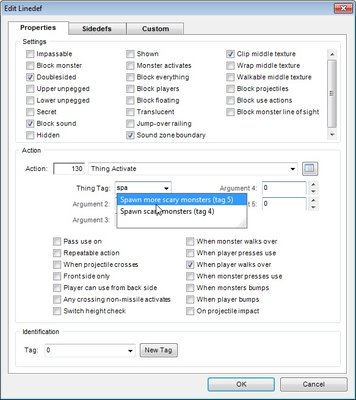 Edit Linedef
Properties Sidedefs Custom
Settings
Impassable Shown Clip middle texture
Block monster Monster activates Wrap middle texture
Doublesided Block everything Walkable middle texture
Upper unpegged Block players Block projectiles
Lower unpegged Block floating Block use actions
Secret Translucent Block monster line of sight
Block sound Jump-over railing
Hidden Sound zone boundary
Action
Action: 130 Thing Activate
Thing Tag: spa Argument 4: 0
Argument 2: Spawn more scary monsters (tag 5) 5: 0
Argument 3: Spawn scary monsters (tag 4)
Pass use on When monster walks over
Repeatable action When player presses use
When projectile crosses When player walks over
Front side only When monster presses use
Player can use from back side When monsters bumps
Any crossing non-missile activates When player bumps
Switch height check On projectile impact
Identification
Tag: 0 New Tag
OK Cancel